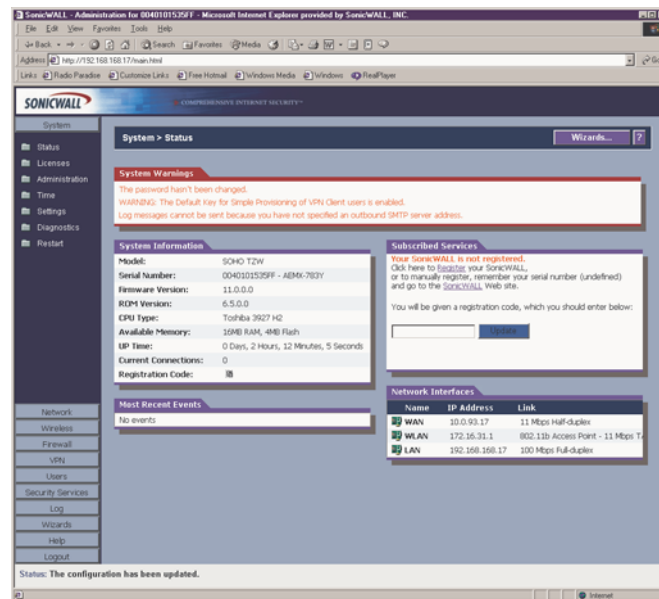 SonicWALL - Administration for 0040101535FF - Microsoft Internet Explorer provided by SonicWALL, INC.
File Edit View Favorites Tools Help
Back Search Favorites Media
Address http://192.168.168.17/main.html Go
Links Radio Paradise Customize Links Free Hotmail Windows Media Windows RealPlayer
SONICWALL
COMPREHENSIVE INTERNET SECURITY™
System
Status
Licenses
Administration
Time
Settings
Diagnostics
Restart
Network
Wireless
Firewall
VPN
Users
Security Services
Log
Wizards
Help
Logout
System > Status
Wizards... ?
System Warnings
The password hasn't been changed.
WARNING: The Default Key for Simple Provisioning of VPN Client users is enabled.
Log messages cannot be sent because you have not specified an outbound SMTP server address.
System Information
Model: SOHO TZW
Serial Number: 0040101535FF - AEMX-783Y
Firmware Version: 11.0.0.0
ROM Version: 6.5.0.0
CPU Type: Toshiba 3927 H2
Available Memory: 16MB RAM, 4MB Flash
UP Time: 0 Days, 2 Hours, 12 Minutes, 5 Seconds
Current Connections: 0
Registration Code:
Most Recent Events
No events
Subscribed Services
Your SonicWALL is not registered.
Click here to Register your SonicWALL,
or to manually register, remember your serial number (undefined)
and go to the SonicWALL Web site.
You will be given a registration code, which you should enter below:
Update
Network Interfaces
Name IP Address Link
WAN 10.0.93.17 11 Mbps Half-duplex
WLAN 172.16.31.1 802.11b Access Point - 11 Mbps
LAN 192.168.168.17 100 Mbps Full-duplex
Status: The configuration has been updated.
Internet